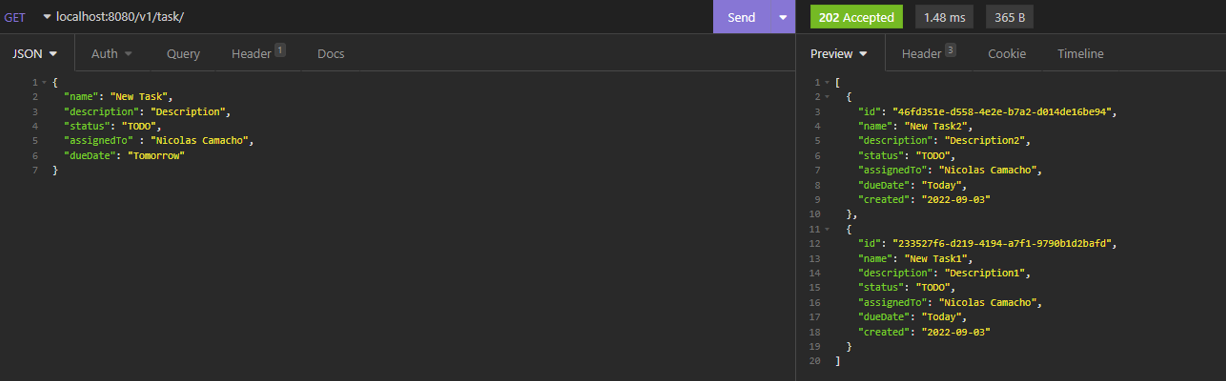 GET localhost:8080/v1/task/ Send 202 Accepted 1.48 ms 365 B
JSON Auth Query Header 1 Docs Preview Header 3 Cookie Timeline
1 {
2 "name": "New Task",
3 "description": "Description",
4 "status": "TODO",
5 "assignedTo" : "Nicolas Camacho",
6 "dueDate": "Tomorrow"
7 }
1 [
2 {
3 "id": "46fd351e-d558-4e2e-b7a2-d014de16be94",
4 "name": "New Task2",
5 "description": "Description2",
6 "status": "TODO",
7 "assignedTo": "Nicolas Camacho",
8 "dueDate": "Today",
9 "created": "2022-09-03"
10 },
11 {
12 "id": "233527f6-d219-4194-a7f1-9790b1d2bafd",
13 "name": "New Task1",
14 "description": "Description1",
15 "status": "TODO",
16 "assignedTo": "Nicolas Camacho",
17 "dueDate": "Today",
18 "created": "2022-09-03"
19 }
20 ]